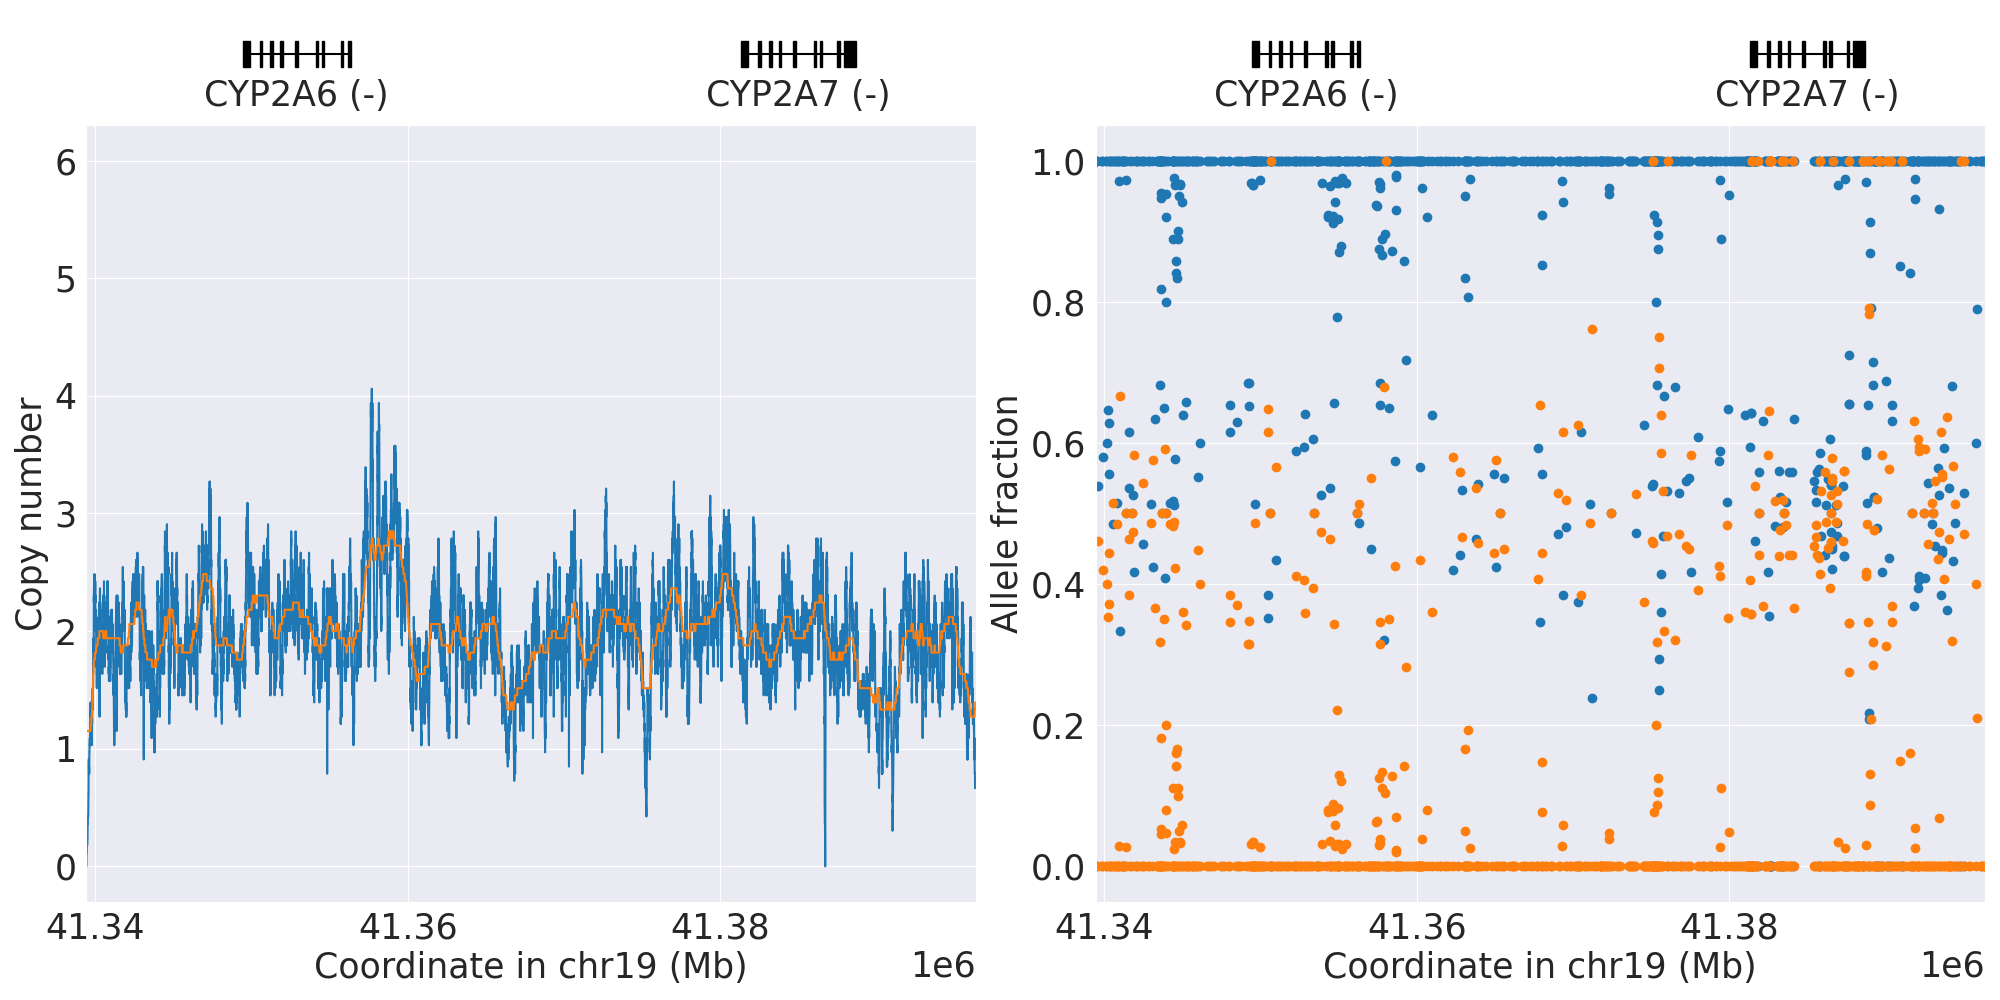 CYP2A6 (-)
CYP2A7 (-)
6
5
4
3
2
1
0
Copy number
41.34
41.36
41.38
Coordinate in chr19 (Mb)
1e6
CYP2A6 (-)
CYP2A7 (-)
1.0
0.8
0.6
0.4
0.2
0.0
Allele fraction
41.34
41.36
41.38
Coordinate in chr19 (Mb)
1e6